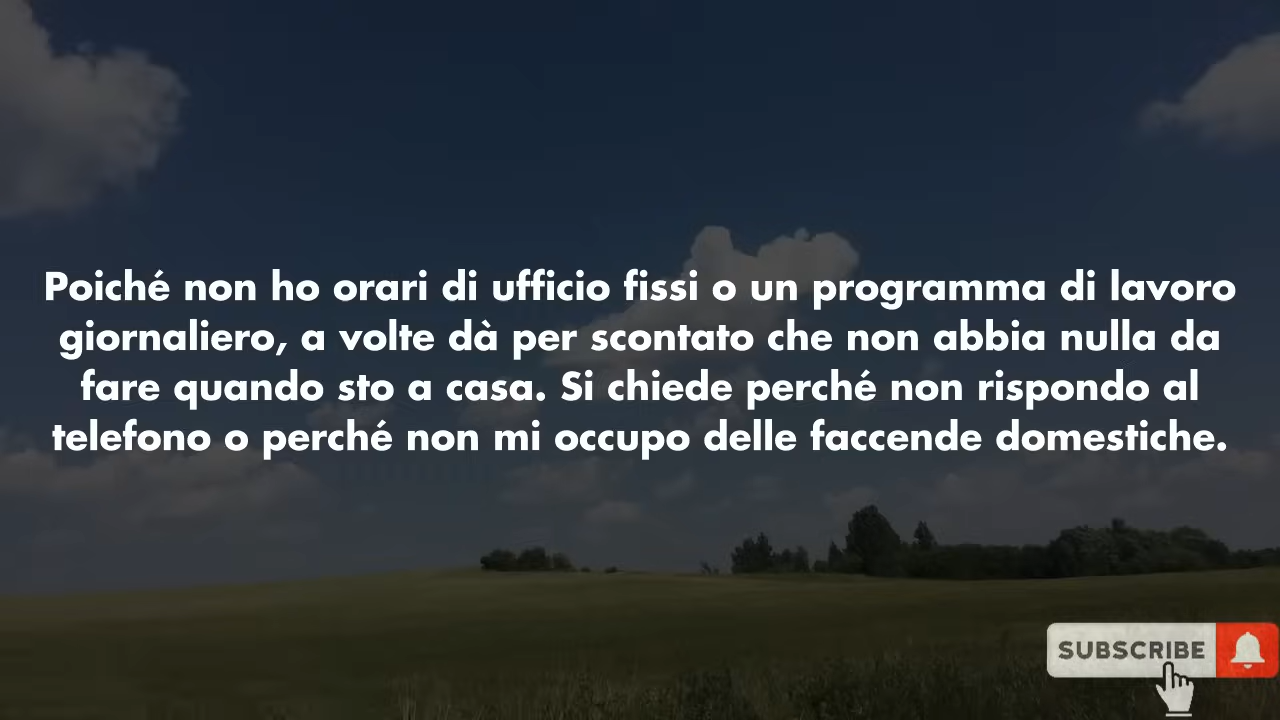 Poiché non ho orari di ufficio fissi o un programma di lavoro
giornaliero, a volte dà per scontato che non abbia nulla da
fare quando sto a casa. Si chiede perché non rispondo al
telefono o perché non mi occupo delle faccende domestiche.
SUBSCRIBE